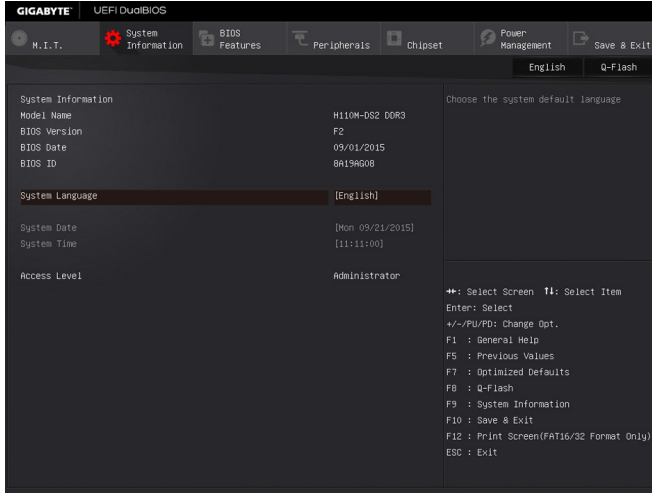 GIGABYTE™ UEFI DualBIOS
M.I.T. System Information BIOS Features Peripherals Chipset Power Management Save & Exit
English Q-Flash
System Information
Model Name H110M-DS2 DDR3
BIOS Version F2
BIOS Date 09/01/2015
BIOS ID 8A19AG08
System Language [English]
System Date [Mon 09/21/2015]
System Time [11:11:00]
Access Level Administrator
Choose the system default language
→←: Select Screen ↑↓: Select Item
Enter: Select
+/-/PU/PD: Change Opt.
F1 : General Help
F5 : Previous Values
F7 : Optimized Defaults
F8 : Q-Flash
F9 : System Information
F10 : Save & Exit
F12 : Print Screen(FAT16/32 Format Only)
ESC : Exit